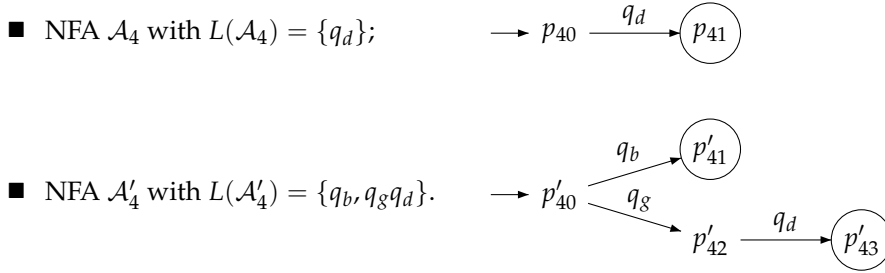 ■ NFA 𝒜₄ with L(𝒜₄) = {q_d}; p₄₀ q_d p₄₁
q_b p′₄₁
■ NFA 𝒜′₄ with L(𝒜′₄) = {q_b, q_g q_d}. p′₄₀
q_g p′₄₂ q_d p′₄₃